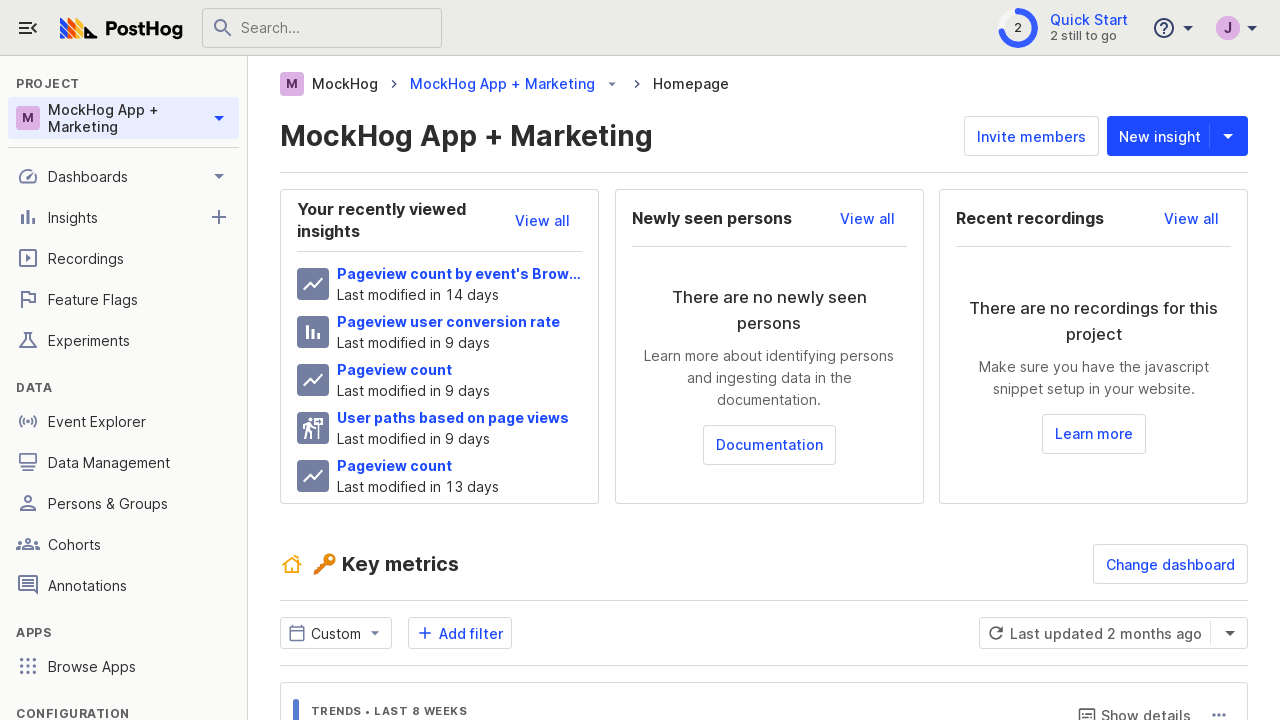 PostHog
Search...
2
Quick Start
2 still to go
J
PROJECT
M
MockHog App +
Marketing
Dashboards
Insights
Recordings
Feature Flags
Experiments
DATA
Event Explorer
Data Management
Persons & Groups
Cohorts
Annotations
APPS
Browse Apps
CONFIGURATION
M MockHog > MockHog App + Marketing > Homepage
MockHog App + Marketing
Invite members
New insight
Your recently viewed
insights
View all
Pageview count by event's Brow...
Last modified in 14 days
Pageview user conversion rate
Last modified in 9 days
Pageview count
Last modified in 9 days
User paths based on page views
Last modified in 9 days
Pageview count
Last modified in 13 days
Newly seen persons
View all
There are no newly seen
persons
Learn more about identifying persons
and ingesting data in the
documentation.
Documentation
Recent recordings
View all
There are no recordings for this
project
Make sure you have the javascript
snippet setup in your website.
Learn more
🔑 Key metrics
Change dashboard
Custom
Add filter
Last updated 2 months ago
TRENDS • LAST 8 WEEKS
Show details